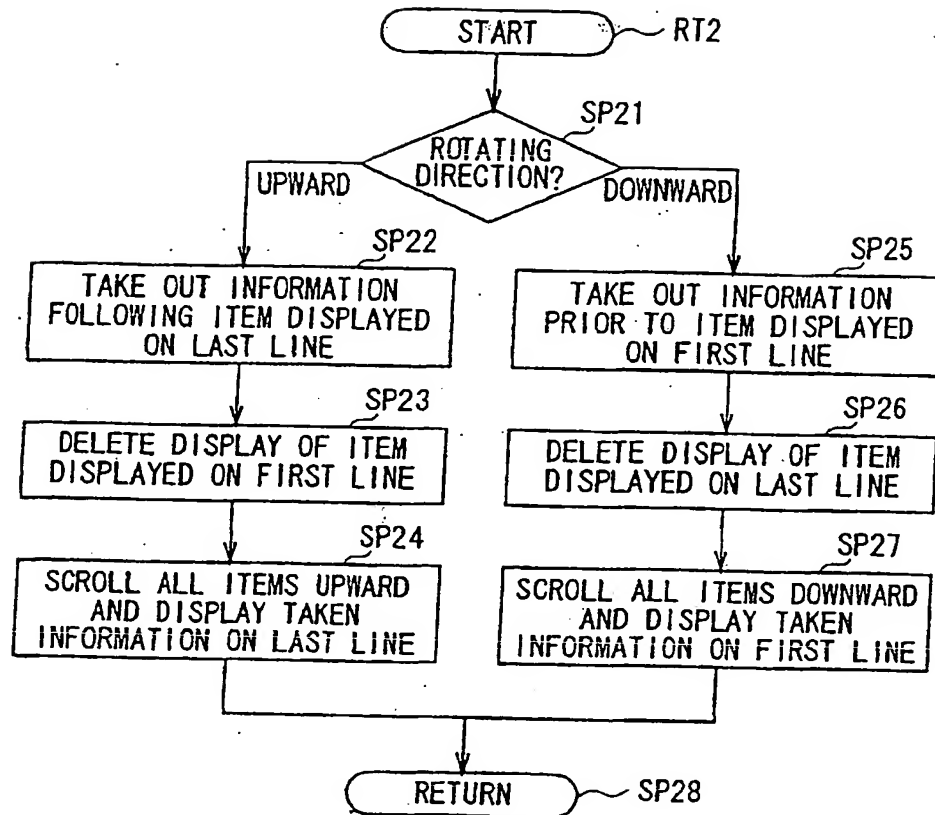 START
RT2
SP21
ROTATING
DIRECTION?
UPWARD
DOWNWARD
SP22
TAKE OUT INFORMATION
FOLLOWING ITEM DISPLAYED
ON LAST LINE
SP23
DELETE DISPLAY OF ITEM
DISPLAYED ON FIRST LINE
SP24
SCROLL ALL ITEMS UPWARD
AND DISPLAY TAKEN
INFORMATION ON LAST LINE
SP25
TAKE OUT INFORMATION
PRIOR TO ITEM DISPLAYED
ON FIRST LINE
SP26
DELETE DISPLAY OF ITEM
DISPLAYED ON LAST LINE
SP27
SCROLL ALL ITEMS DOWNWARD
AND DISPLAY TAKEN
INFORMATION ON FIRST LINE
RETURN
SP28